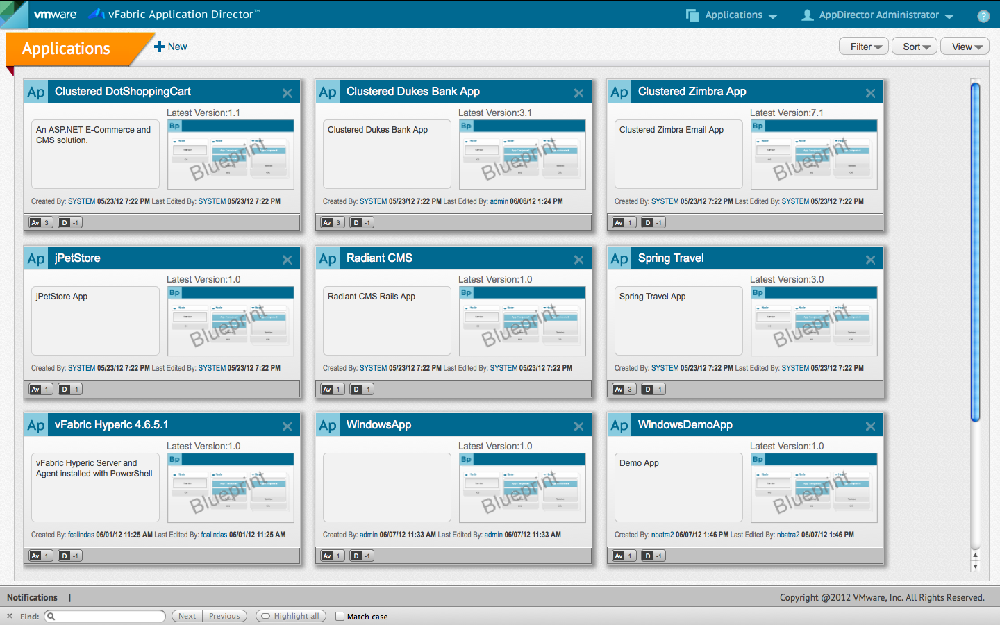 vmware vFabric Application Director™ Applications AppDirector Administrator ?
Applications New Filter Sort View
Ap Clustered DotShoppingCart
Latest Version:1.1
Bp
An ASP.NET E-Commerce and
CMS solution.
Blueprint
Created By: SYSTEM 05/23/12 7:22 PM Last Edited By: SYSTEM 05/23/12 7:22 PM
Av 3 D -1
Ap Clustered Dukes Bank App
Latest Version:3.1
Bp
Clustered Dukes Bank App
Blueprint
Created By: SYSTEM 05/23/12 7:22 PM Last Edited By: admin 06/06/12 1:24 PM
Av 3 D -1
Ap Clustered Zimbra App
Latest Version:7.1
Bp
Clustered Zimbra Email App
Blueprint
Created By: SYSTEM 05/23/12 7:22 PM Last Edited By: SYSTEM 05/23/12 7:22 PM
Av 1 D -1
Ap jPetStore
Latest Version:1.0
Bp
jPetStore App
Blueprint
Created By: SYSTEM 05/23/12 7:22 PM Last Edited By: SYSTEM 05/23/12 7:22 PM
Av 1 D -1
Ap Radiant CMS
Latest Version:1.0
Bp
Radiant CMS Rails App
Blueprint
Created By: SYSTEM 05/23/12 7:22 PM Last Edited By: SYSTEM 05/23/12 7:22 PM
Av 1 D -1
Ap Spring Travel
Latest Version:3.0
Bp
Spring Travel App
Blueprint
Created By: SYSTEM 05/23/12 7:22 PM Last Edited By: SYSTEM 05/23/12 7:22 PM
Av 3 D -1
Ap vFabric Hyperic 4.6.5.1
Latest Version:1.0
Bp
vFabric Hyperic Server and
Agent installed with PowerShell
Blueprint
Created By: fcalindas 06/01/12 11:25 AM Last Edited By: fcalindas 06/01/12 11:25 AM
Av 1 D -1
Ap WindowsApp
Latest Version:1.0
Bp
Blueprint
Created By: admin 06/07/12 11:33 AM Last Edited By: admin 06/07/12 11:33 AM
Av 1 D -1
Ap WindowsDemoApp
Latest Version:1.0
Bp
Demo App
Blueprint
Created By: nbatra2 06/07/12 1:46 PM Last Edited By: nbatra2 06/07/12 1:46 PM
Av 1 D -1
Notifications | Copyright @2012 VMware, Inc. All Rights Reserved.
Find: Next Previous Highlight all Match case